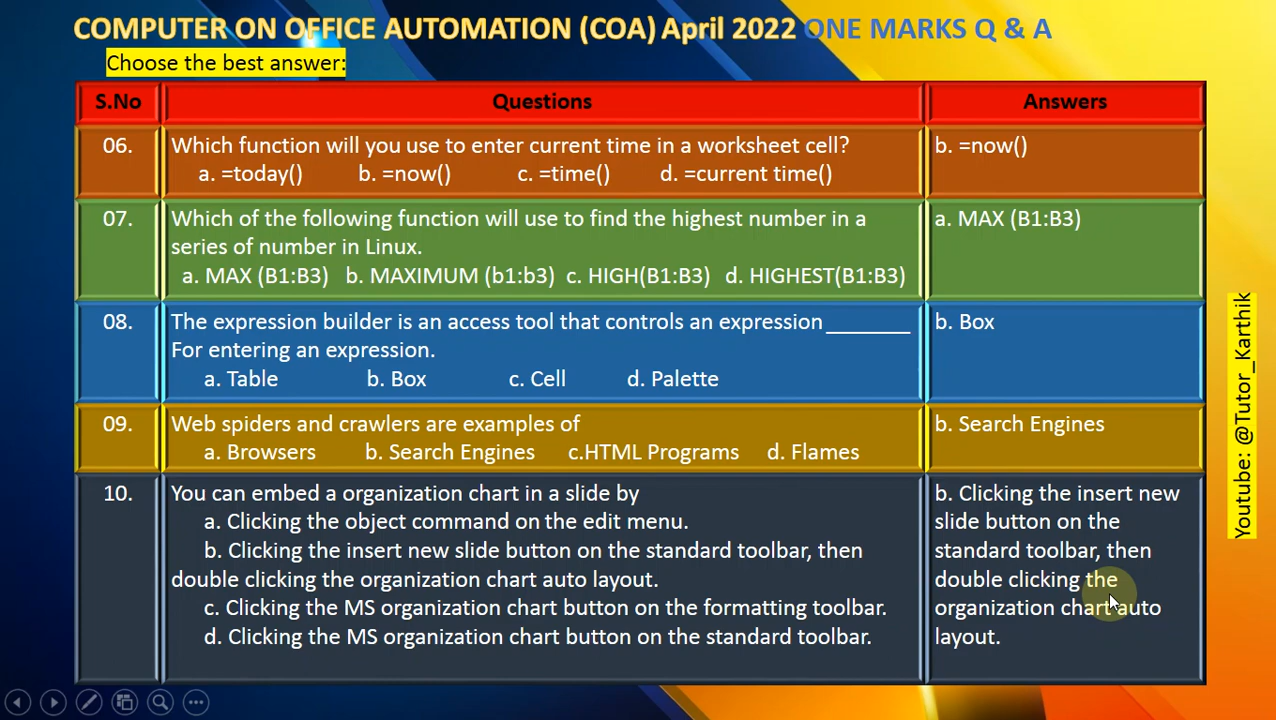 COMPUTER ON OFFICE AUTOMATION (COA) April 2022 ONE MARKS Q & A
Choose the best answer:
S.No Questions Answers
06. Which function will you use to enter current time in a worksheet cell? b. =now()
a. =today() b. =now() c. =time() d. =current time()
07. Which of the following function will use to find the highest number in a a. MAX (B1:B3)
series of number in Linux.
a. MAX (B1:B3) b. MAXIMUM (b1:b3) c. HIGH(B1:B3) d. HIGHEST(B1:B3)
08. The expression builder is an access tool that controls an expression _______ b. Box
For entering an expression.
a. Table b. Box c. Cell d. Palette
09. Web spiders and crawlers are examples of b. Search Engines
a. Browsers b. Search Engines c.HTML Programs d. Flames
10. You can embed a organization chart in a slide by b. Clicking the insert new
a. Clicking the object command on the edit menu. slide button on the
b. Clicking the insert new slide button on the standard toolbar, then standard toolbar, then
double clicking the organization chart auto layout. double clicking the
c. Clicking the MS organization chart button on the formatting toolbar. organization chart auto
d. Clicking the MS organization chart button on the standard toolbar. layout.
Youtube: @Tutor_Karthik